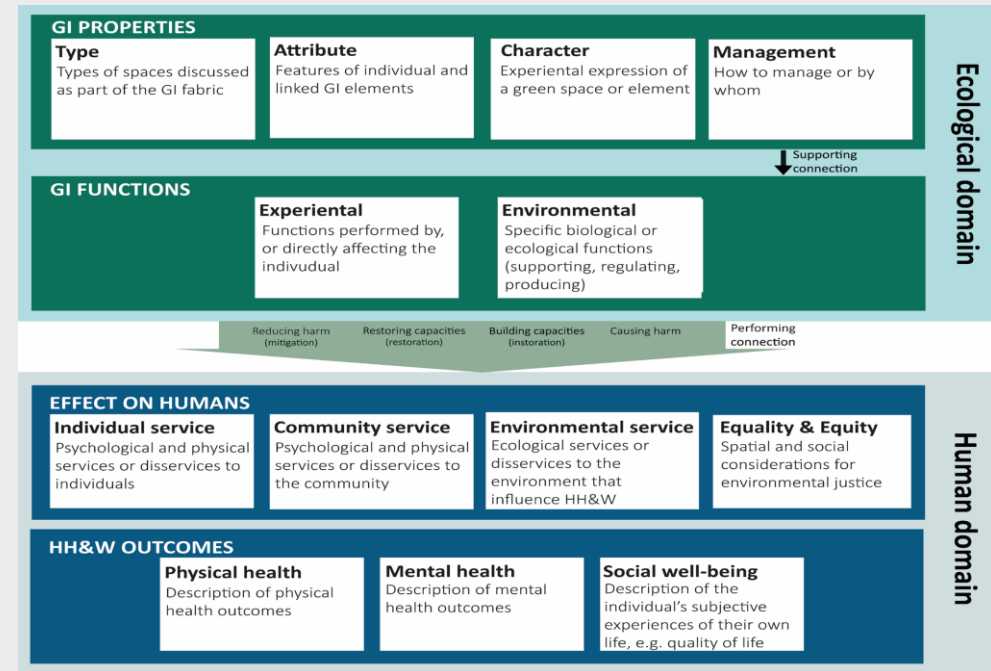 GI PROPERTIES
Type
Types of spaces discussed
as part of the GI fabric
Attribute
Features of individual and
linked GI elements
Character
Experiential expression of
a green space or element
Management
How to manage or by
whom
Supporting
connection
GI FUNCTIONS
Experiental
Functions performed by,
or directly affecting the
indivudual
Environmental
Specific biological or
ecological functions
(supporting, regulating,
producing)
Ecological domain
Reducing harm
(mitigation)
Restoring capacities
(restoration)
Building capacities
(instoration)
Causing harm
Performing
connection
EFFECT ON HUMANS
Individual service
Psychological and physical
services or disservices to
individuals
Community service
Psychological and physical
services or disservices to
the community
Environmental service
Ecological services or
disservices to the
environment that
influence HH&W
Equality & Equity
Spatial and social
considerations for
environmental justice
HH&W OUTCOMES
Physical health
Description of physical
health outcomes
Mental health
Description of mental
health outcomes
Social well-being
Description of the
individual's subjective
experiences of their own
life, e.g. quality of life
Human domain